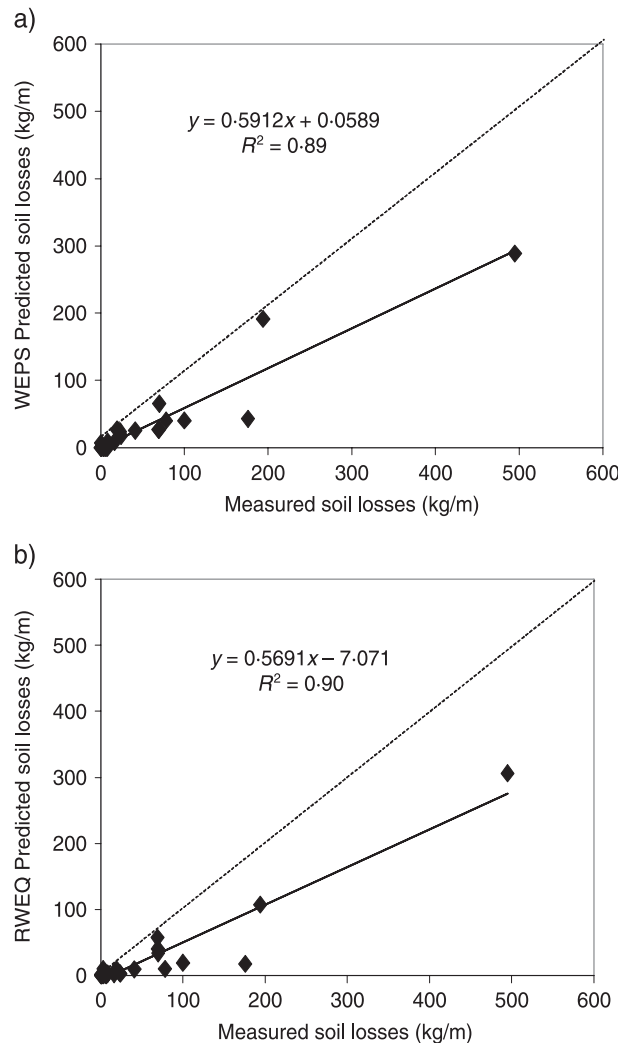 a)
600
500
400
300
200
100
0
WEPS Predicted soil losses (kg/m)
y = 0·5912x + 0·0589
R² = 0·89
0 100 200 300 400 500 600
Measured soil losses (kg/m)
b)
600
500
400
300
200
100
0
RWEQ Predicted soil losses (kg/m)
y = 0·5691x − 7·071
R² = 0·90
0 100 200 300 400 500 600
Measured soil losses (kg/m)